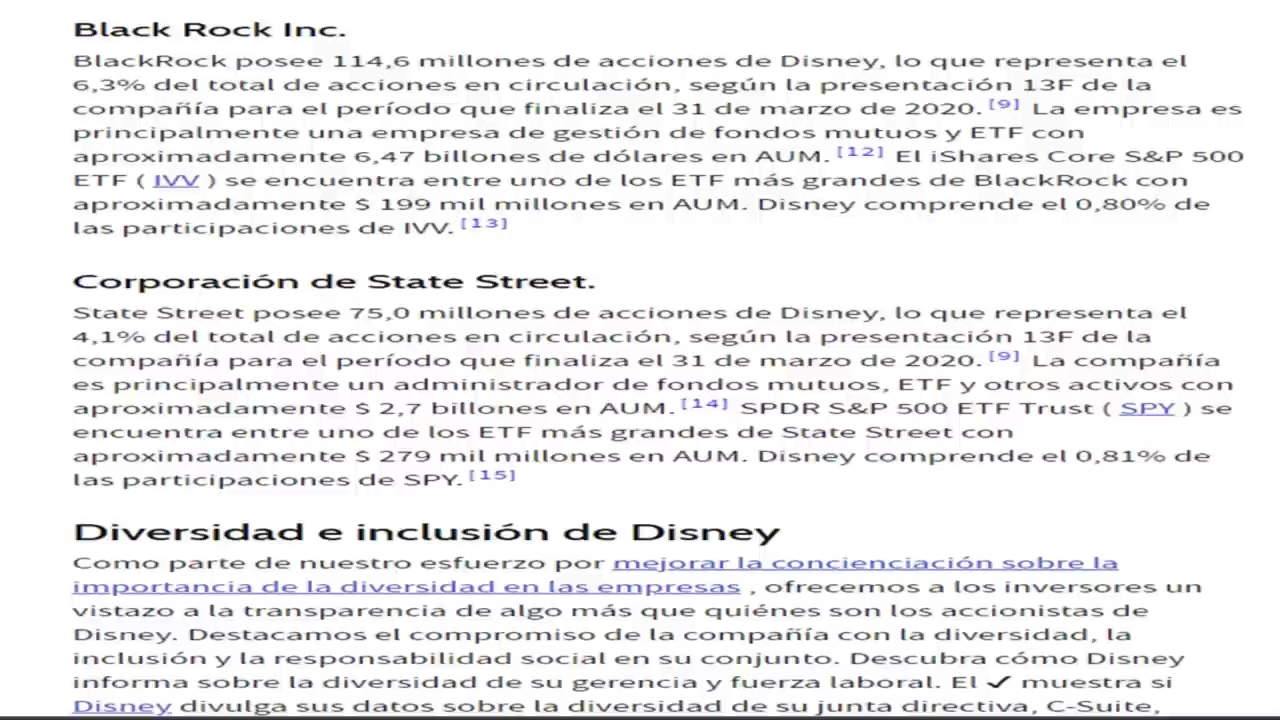 Black Rock Inc.
BlackRock posee 114,6 millones de acciones de Disney, lo que representa el
6,3% del total de acciones en circulación, según la presentación 13F de la
compañía para el período que finaliza el 31 de marzo de 2020. [9] La empresa es
principalmente una empresa de gestión de fondos mutuos y ETF con
aproximadamente 6,47 billones de dólares en AUM. [12] El iShares Core S&P 500
ETF ( IVV ) se encuentra entre uno de los ETF más grandes de BlackRock con
aproximadamente $ 199 mil millones en AUM. Disney comprende el 0,80% de
las participaciones de IVV. [13]
Corporación de State Street.
State Street posee 75,0 millones de acciones de Disney, lo que representa el
4,1% del total de acciones en circulación, según la presentación 13F de la
compañía para el período que finaliza el 31 de marzo de 2020. [9] La compañía
es principalmente un administrador de fondos mutuos, ETF y otros activos con
aproximadamente $ 2,7 billones en AUM. [14] SPDR S&P 500 ETF Trust ( SPY ) se
encuentra entre uno de los ETF más grandes de State Street con
aproximadamente $ 279 mil millones en AUM. Disney comprende el 0,81% de
las participaciones de SPY. [15]
Diversidad e inclusión de Disney
Como parte de nuestro esfuerzo por mejorar la concienciación sobre la
importancia de la diversidad en las empresas , ofrecemos a los inversores un
vistazo a la transparencia de algo más que quiénes son los accionistas de
Disney. Destacamos el compromiso de la compañía con la diversidad, la
inclusión y la responsabilidad social en su conjunto. Descubra cómo Disney
informa sobre la diversidad de su gerencia y fuerza laboral. El ✓ muestra si
Disney divulga sus datos sobre la diversidad de su junta directiva, C-Suite,